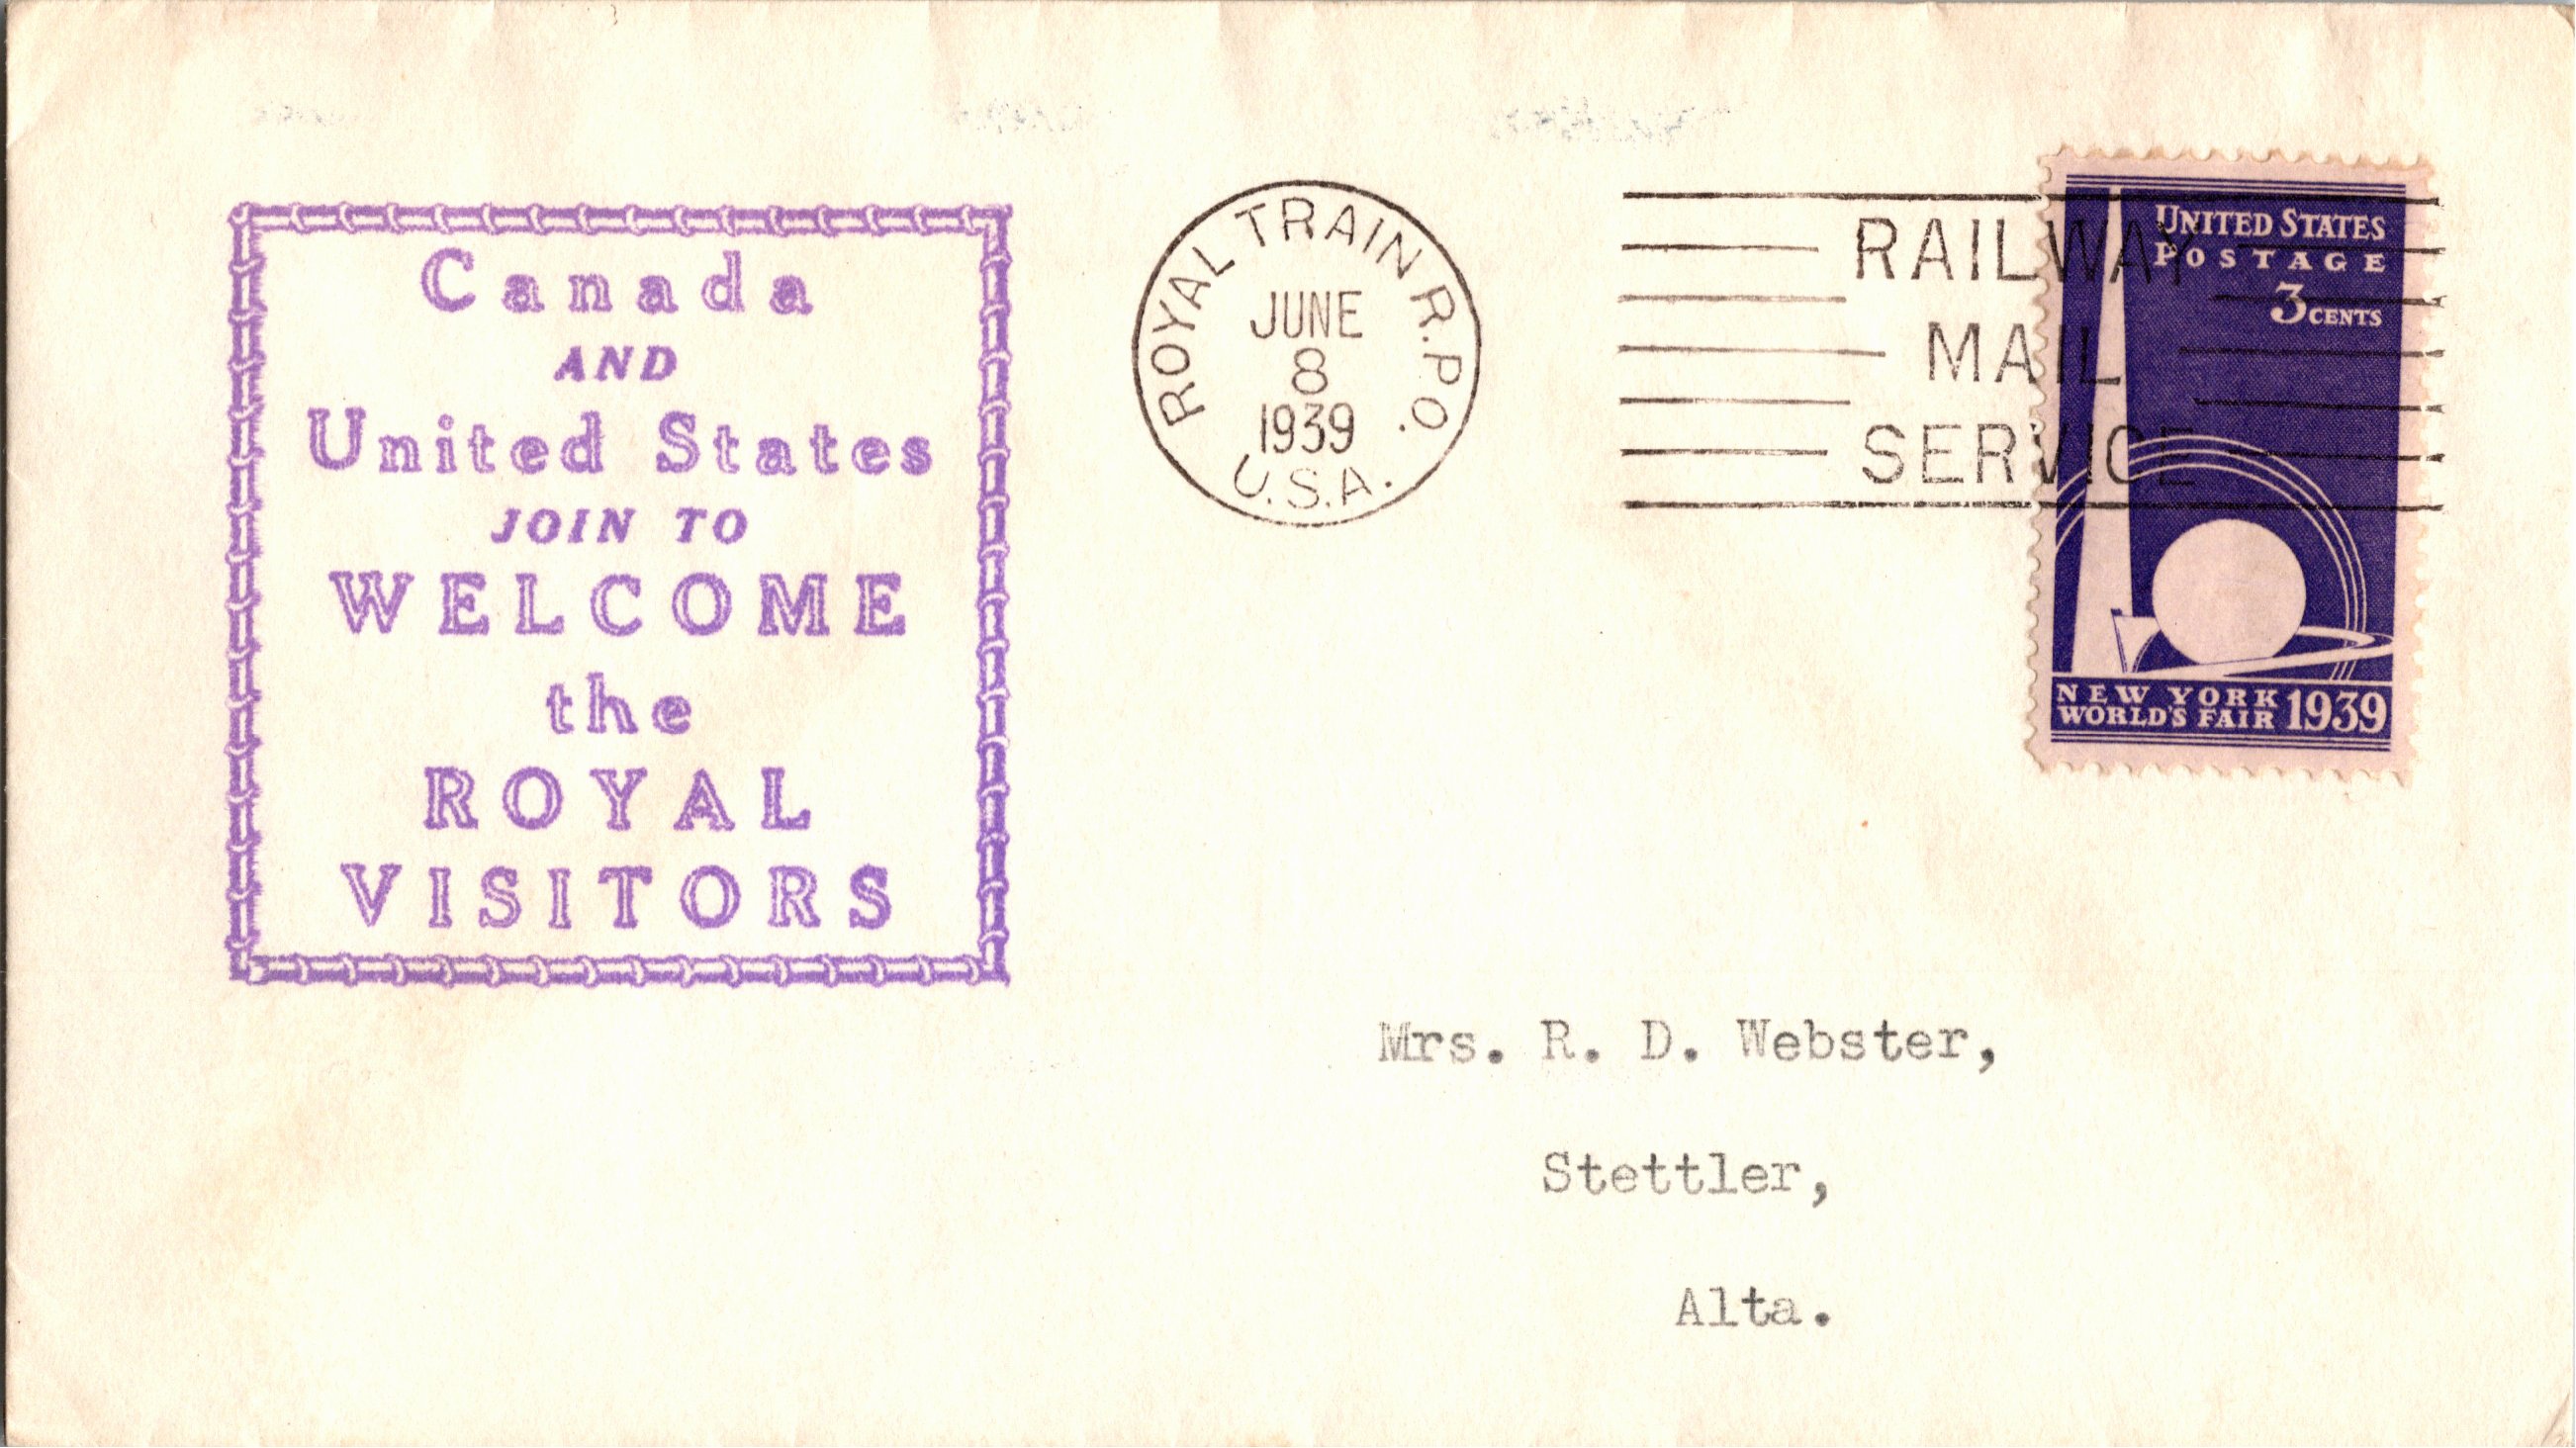 Canada
AND
United States
JOIN TO
WELCOME
the
ROYAL
VISITORS
ROYAL TRAIN R.P.O.
JUNE
8
1939
U.S.A.
RAILWAY
MAIL
SERVICE
UNITED STATES
POSTAGE
3 CENTS
NEW YORK
WORLD'S FAIR 1939
Mrs. R. D. Webster,
Stettler,
Alta.